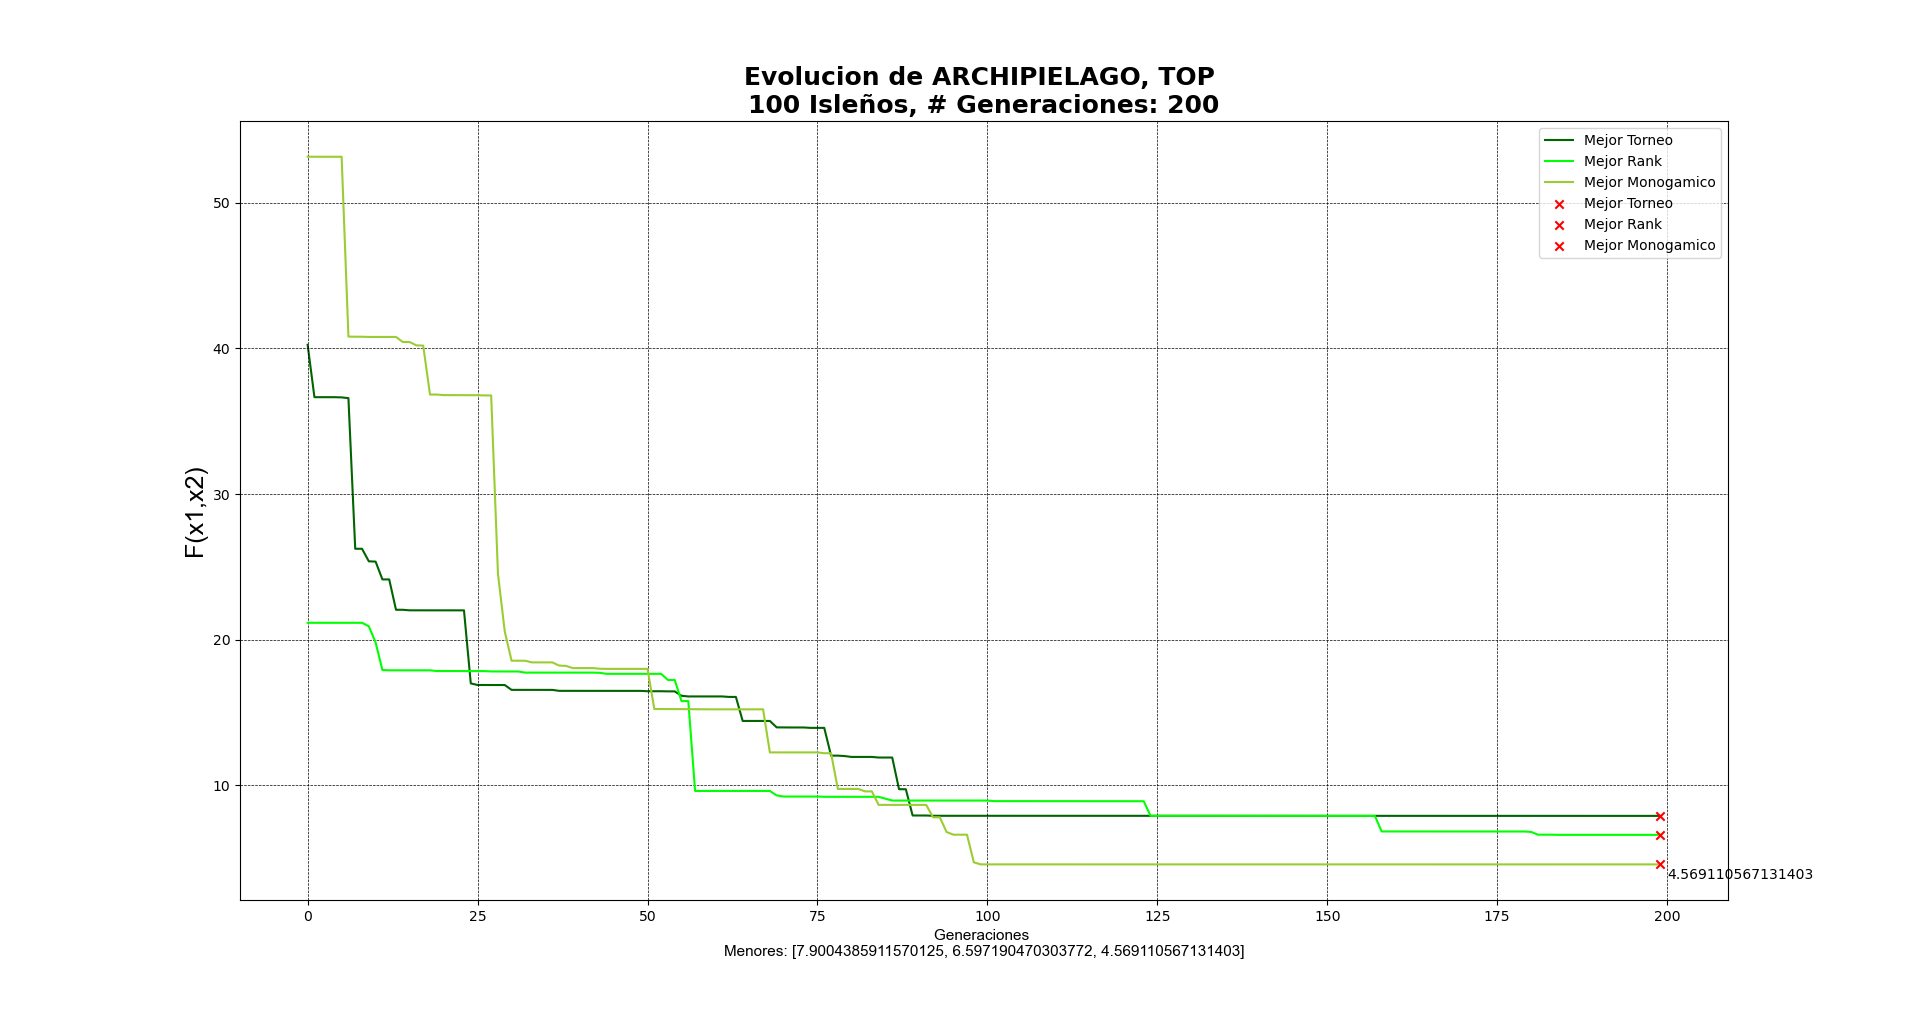 Evolucion de ARCHIPIELAGO, TOP
100 Isleños, # Generaciones: 200
Mejor Torneo
Mejor Rank
Mejor Monogamico
Mejor Torneo
Mejor Rank
Mejor Monogamico
F(x1,x2)
50
40
30
20
10
4.569110567131403
0 25 50 75 100 125 150 175 200
Generaciones
Menores: [7.9004385911570125, 6.597190470303772, 4.569110567131403]